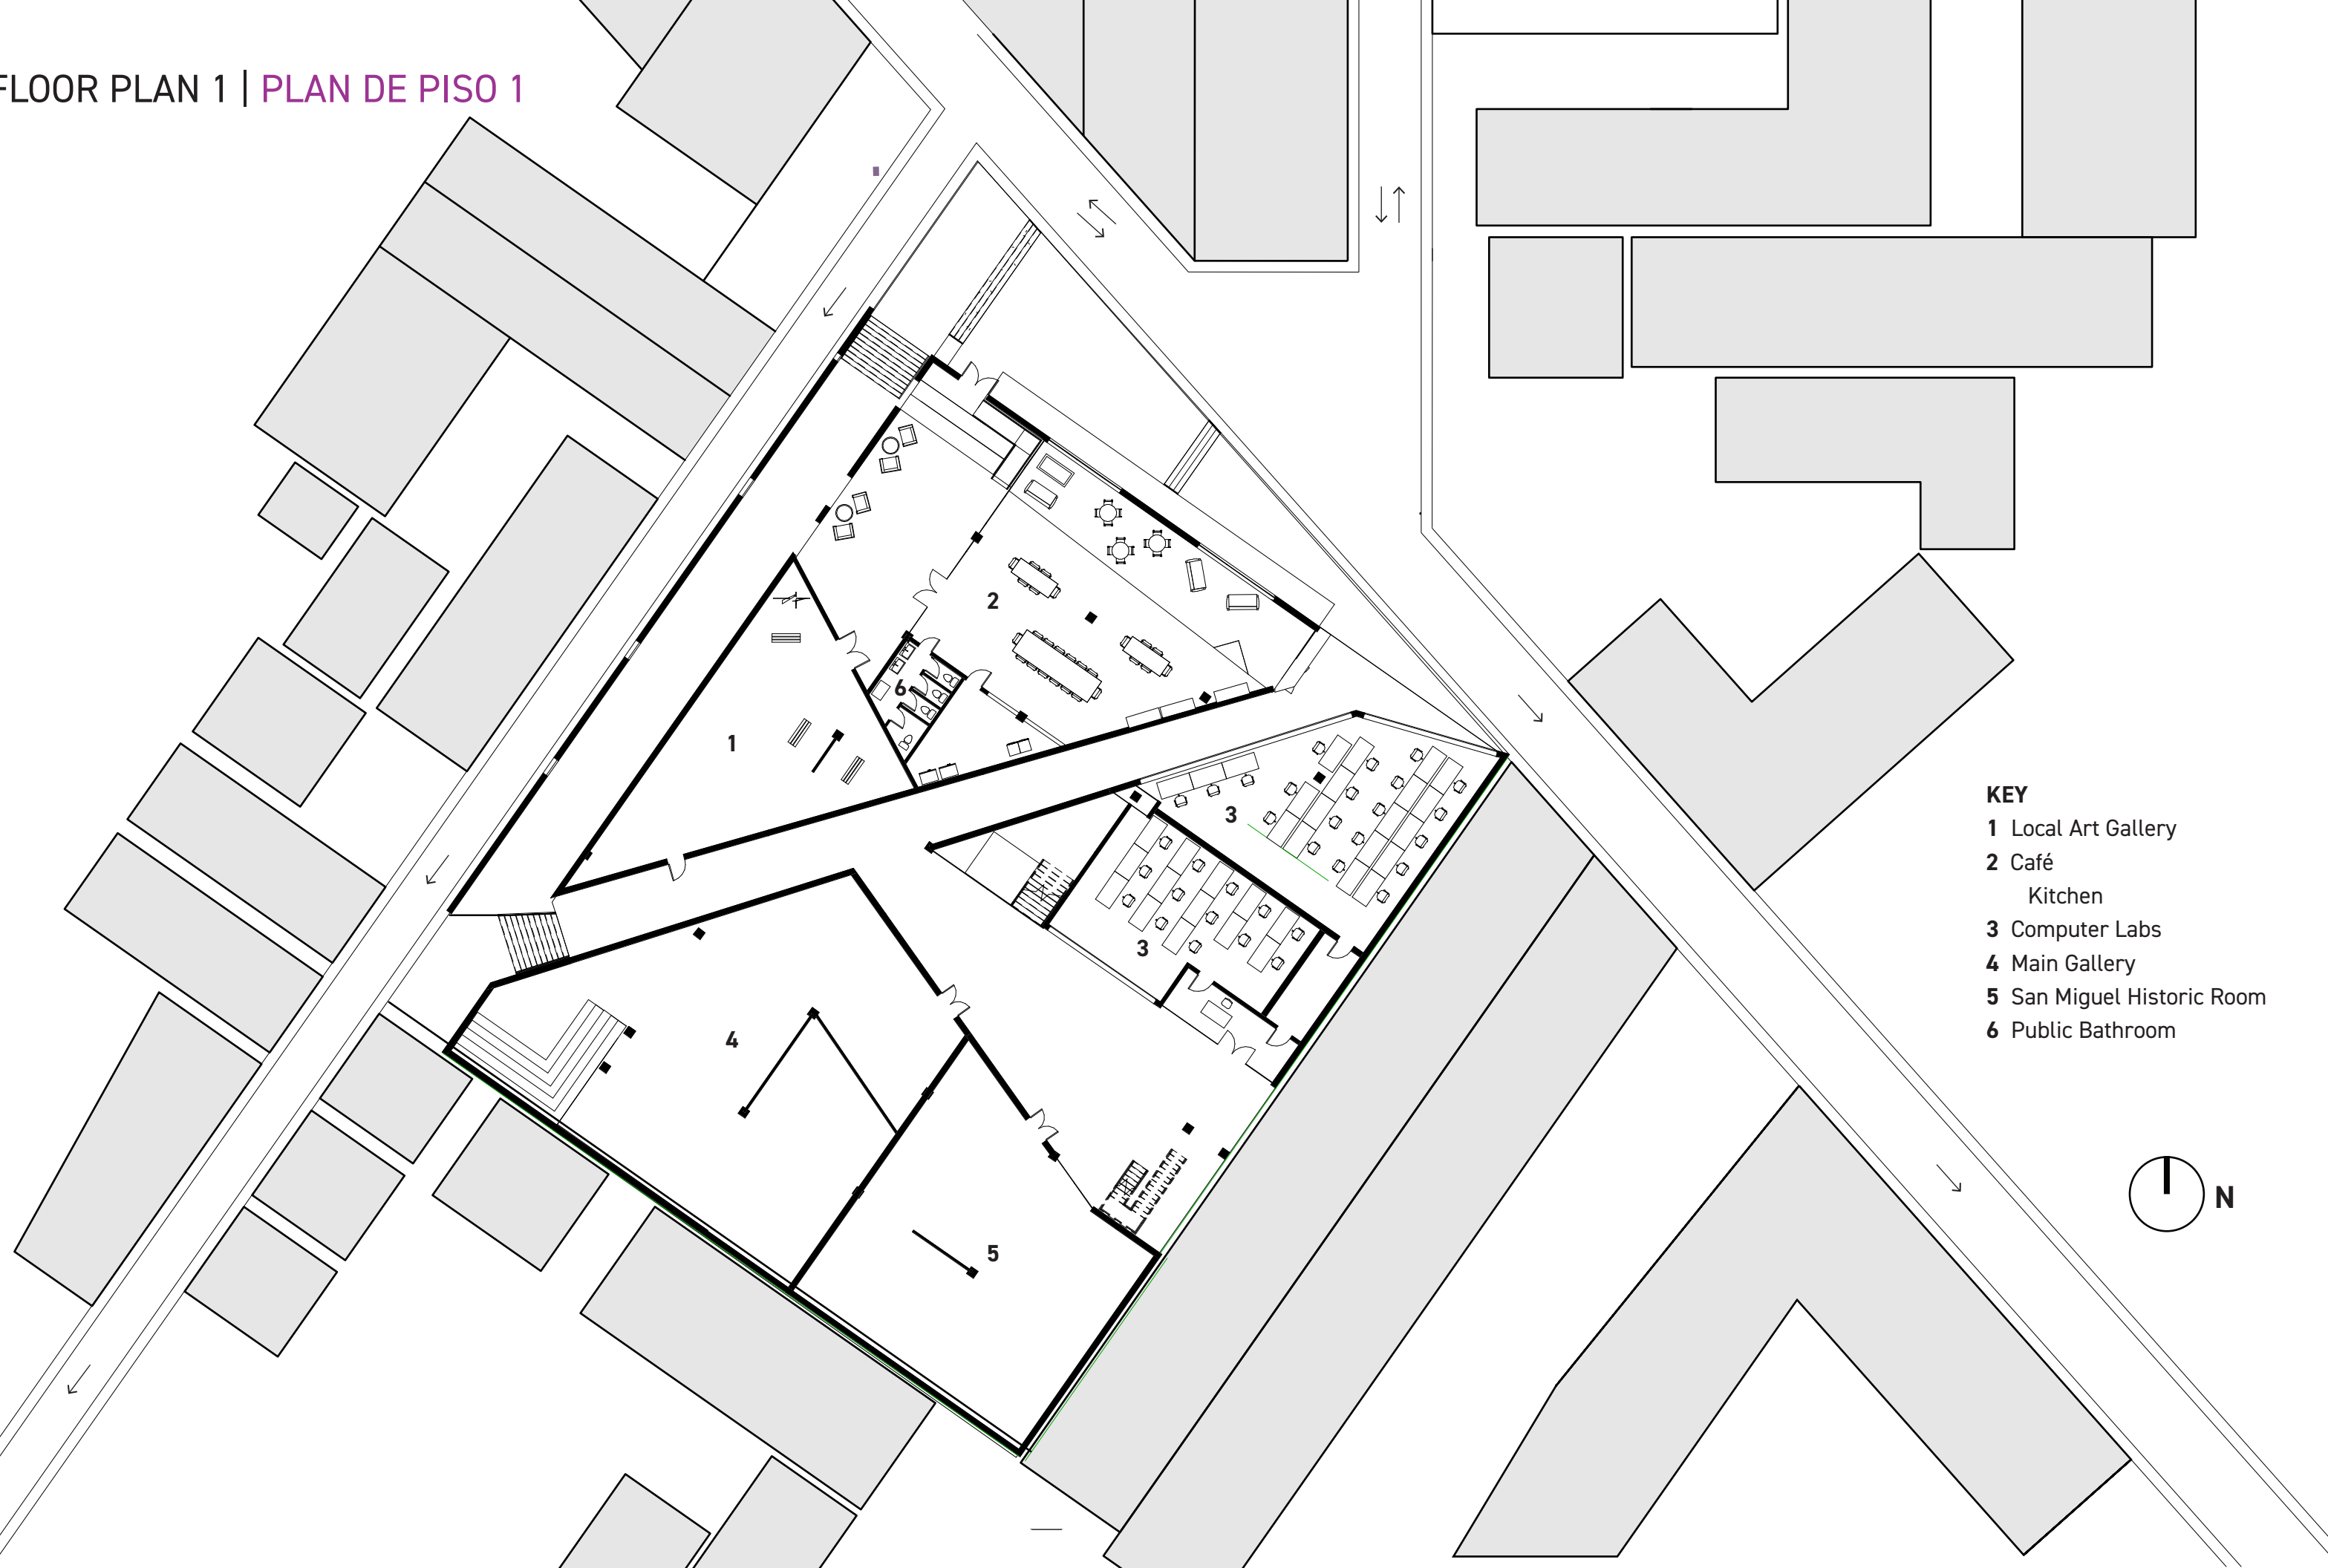 FLOOR PLAN 1 | PLAN DE PISO 1
2
6
1
3
3
4
5
KEY
1 Local Art Gallery
2 Café
Kitchen
3 Computer Labs
4 Main Gallery
5 San Miguel Historic Room
6 Public Bathroom
N